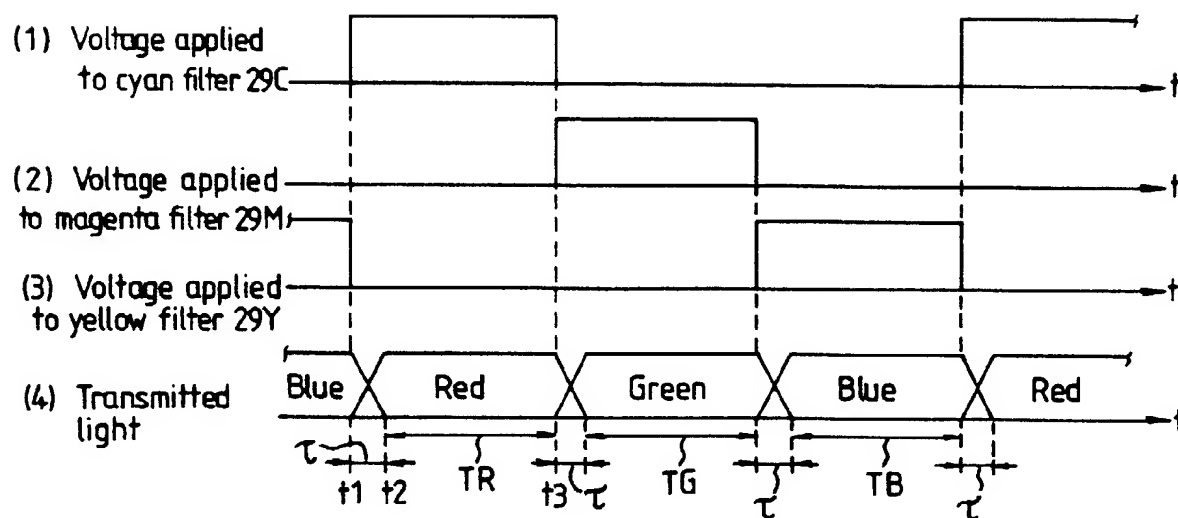 (1) Voltage applied
to cyan filter 29C
t
(2) Voltage applied
to magenta filter 29M
t
(3) Voltage applied
to yellow filter 29Y
t
(4) Transmitted
light
Blue Red Green Blue Red
t
τ TR τ TG τ TB τ
t1 t2 t3